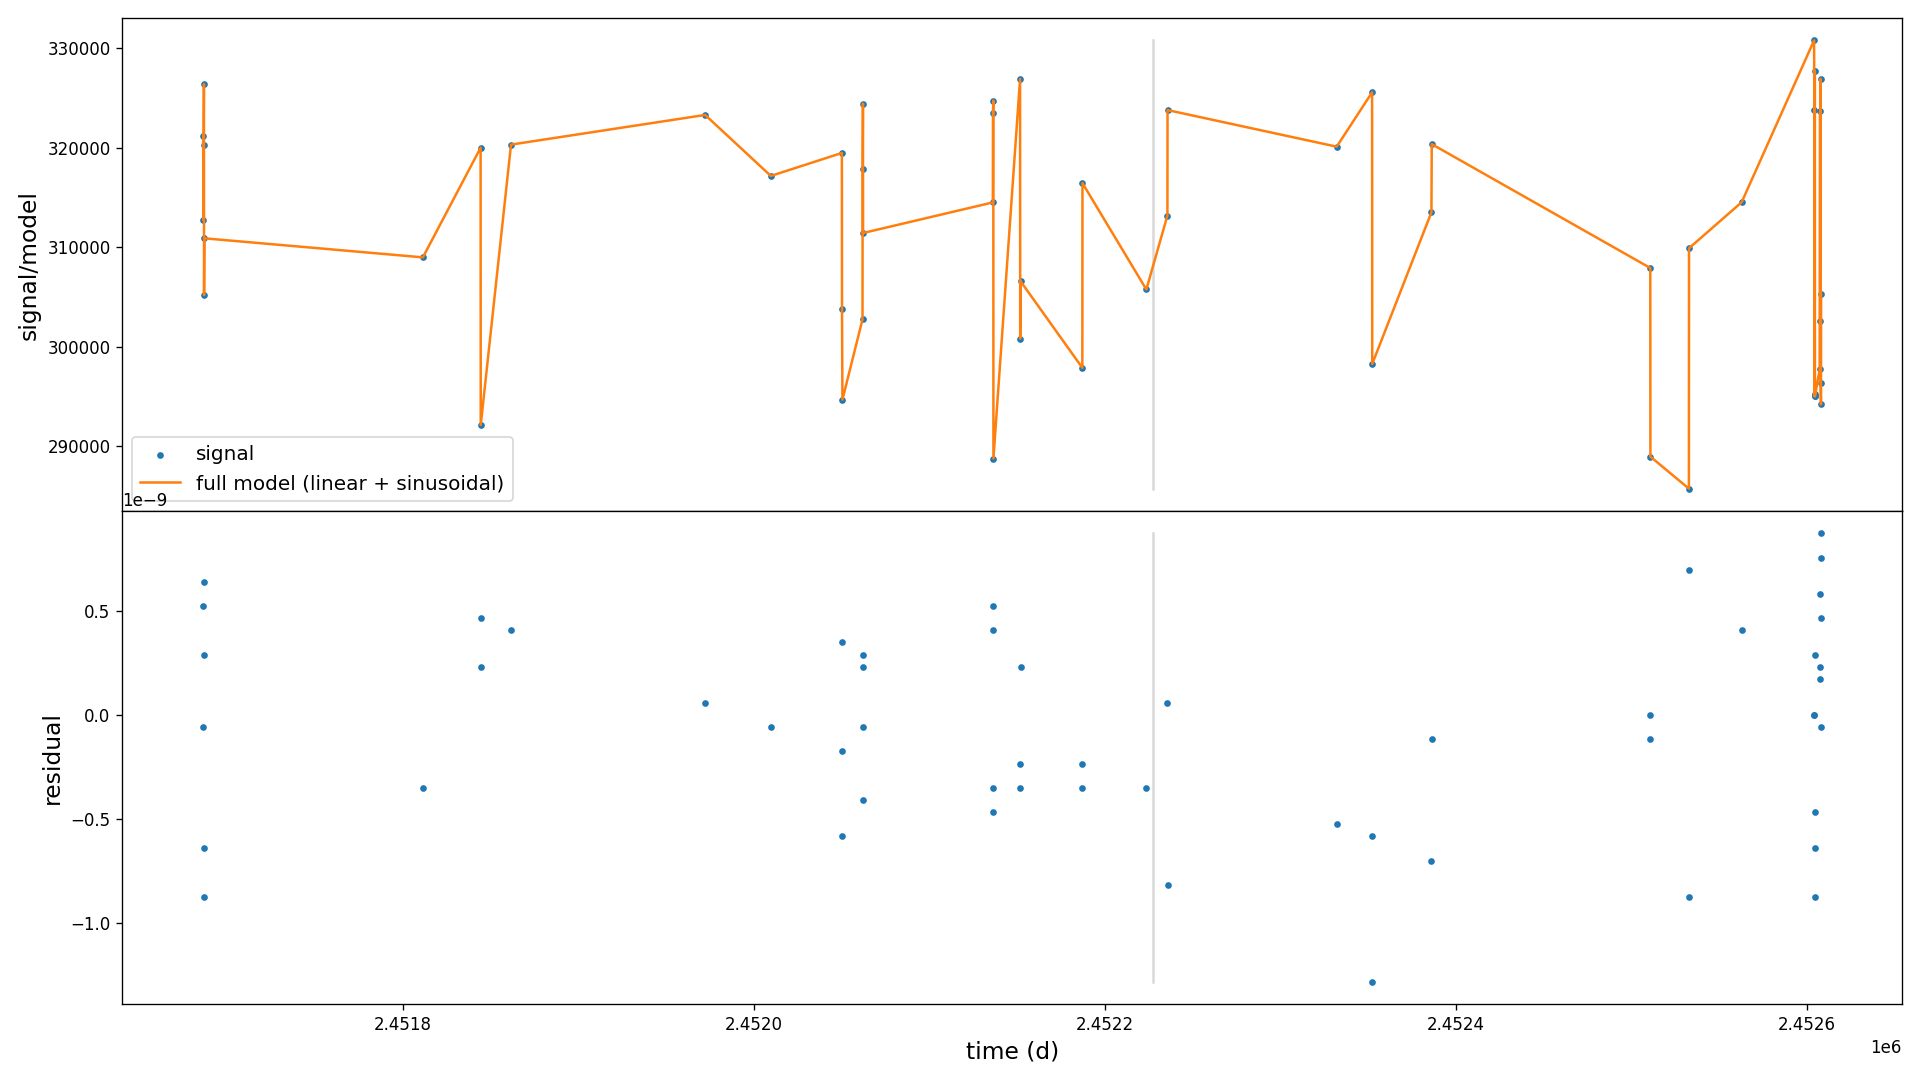 330000
320000
310000
300000
290000
signal/model
signal
full model (linear + sinusoidal)
1e−9
0.5
0.0
−0.5
−1.0
residual
2.4518
2.4520
2.4522
2.4524
2.4526
time (d)
1e6